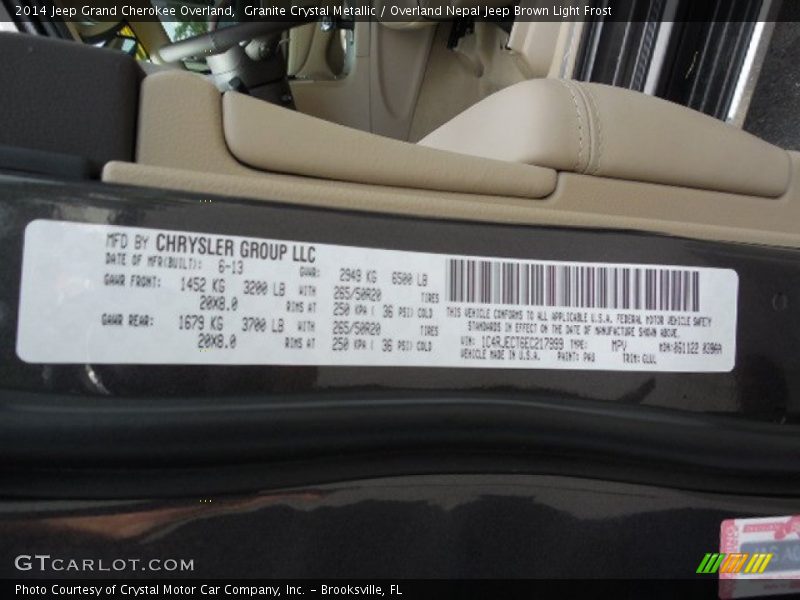 2014 Jeep Grand Cherokee Overland,  Granite Crystal Metallic / Overland Nepal Jeep Brown Light Frost
MFD BY CHRYSLER GROUP LLC
DATE OF MFR(BUILT): 6-13 GVWR: 2949 KG 6500 LB
GAWR FRONT: 1452 KG 3200 LB WITH 265/50R20 TIRES
20X8.0 RIMS AT 250 KPA ( 36 PSI) COLD
GAWR REAR: 1679 KG 3700 LB WITH 265/50R20 TIRES
20X8.0 RIMS AT 250 KPA ( 36 PSI) COLD
THIS VEHICLE CONFORMS TO ALL APPLICABLE U.S.A. FEDERAL MOTOR VEHICLE SAFETY
STANDARDS IN EFFECT ON THE DATE OF MANUFACTURE SHOWN ABOVE.
VIN: 1C4RJECT6EC217999 TYPE: MPV MDH:061122 039AA
VEHICLE MADE IN U.S.A. PAINT: PAU TRIM:
GTCARLOT.COM
Photo Courtesy of Crystal Motor Car Company, Inc. – Brooksville, FL